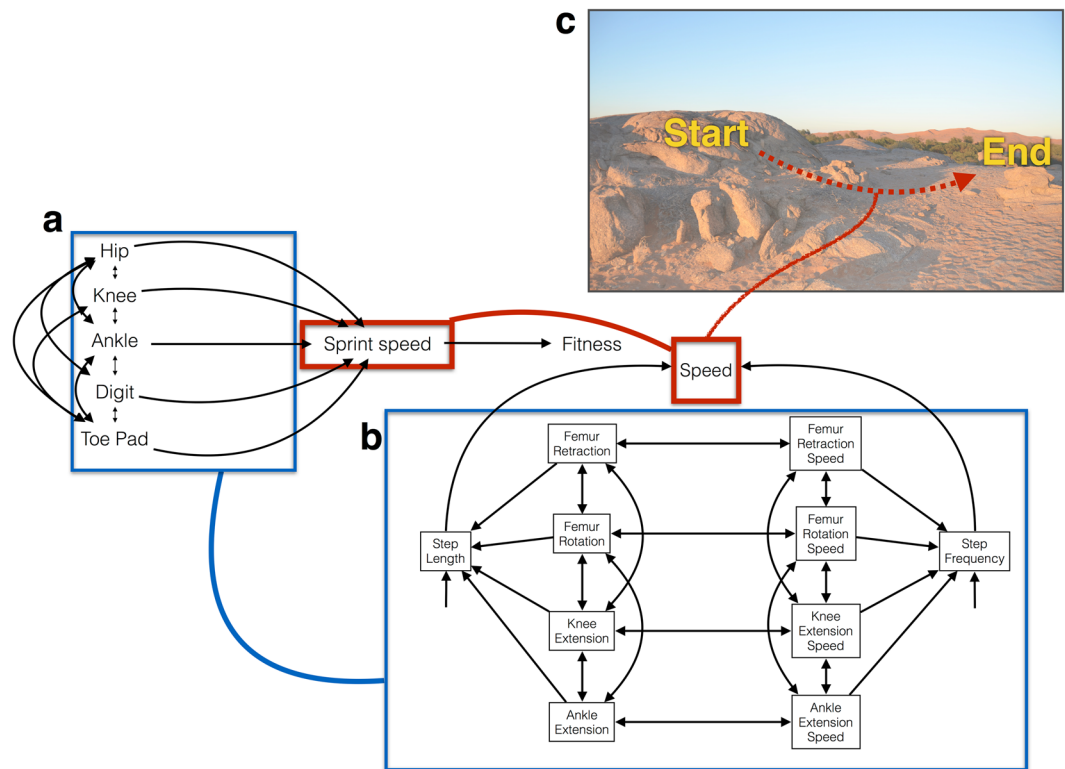 c
Start
End
a
Hip
Knee
Ankle
Digit
Toe Pad
Sprint speed
Fitness
Speed
b
Femur
Retraction
Femur
Retraction
Speed
Step
Length
Femur
Rotation
Femur
Rotation
Speed
Step
Frequency
Knee
Extension
Knee
Extension
Speed
Ankle
Extension
Ankle
Extension
Speed